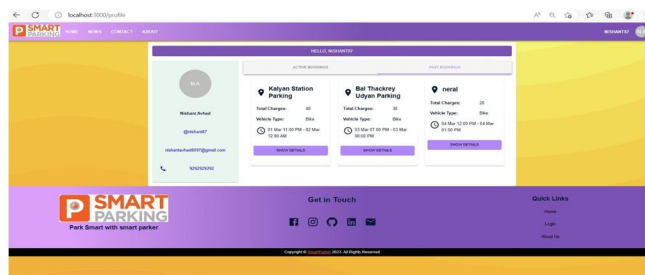 localhost:3000/profile
P SMART
PARKING
HOME NEWS CONTACT ABOUT
NISHANT87
HELLO, NISHANT87
ACTIVE BOOKINGS
PAST BOOKINGS
NA
Nishant Avhad
@nishant87
9292929292
Kalyan Station
Parking
Total Charges: 40
Vehicle Type: Bike
01 Mar 11:00 PM - 02 Mar
12:00 AM
SHOW DETAILS
Bal Thackrey
Udyan Parking
Total Charges: 30
Vehicle Type: Bike
03 Mar 07:00 PM - 03 Mar
08:00 PM
SHOW DETAILS
neral
Total Charges: 20
Vehicle Type: Bike
04 Mar 12:00 PM - 04 Mar
01:00 PM
SHOW DETAILS
P SMART
PARKING
Park Smart with smart parker
Get in Touch
Quick Links
Home
Login
About Us
Copyright © SmartParker 2023. All Rights Reserved